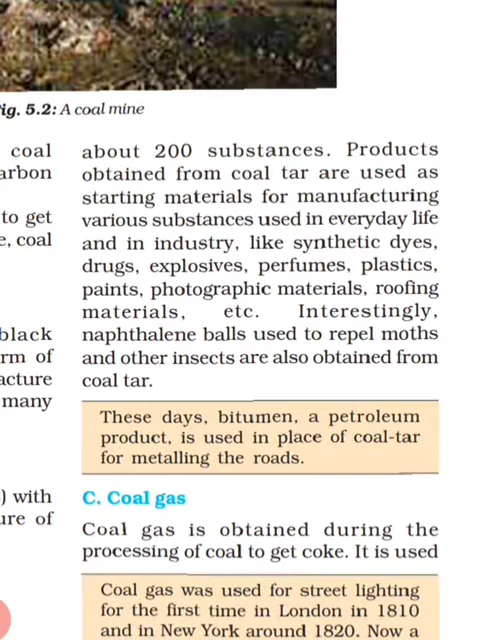 ig. 5.2: A coal mine
coal
arbon
to get
e, coal
black
rm of
acture
many
) with
ure of
about 200 substances. Products
obtained from coal tar are used as
starting materials for manufacturing
various substances used in everyday life
and in industry, like synthetic dyes,
drugs, explosives, perfumes, plastics,
paints, photographic materials, roofing
materials, etc. Interestingly,
naphthalene balls used to repel moths
and other insects are also obtained from
coal tar.
These days, bitumen, a petroleum
product, is used in place of coal-tar
for metalling the roads.
C. Coal gas
Coal gas is obtained during the
processing of coal to get coke. It is used
Coal gas was used for street lighting
for the first time in London in 1810
and in New York around 1820. Now a